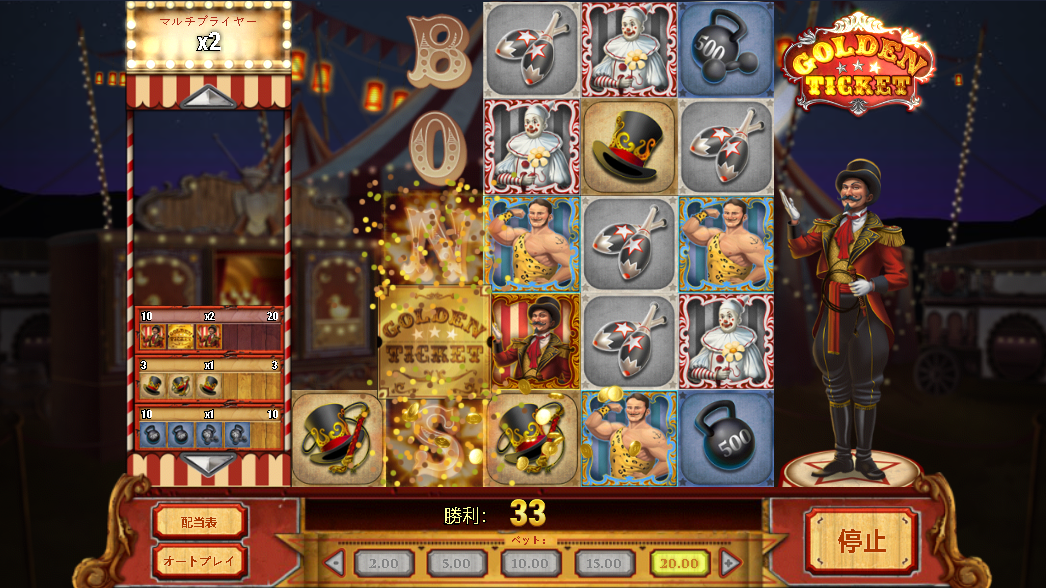 マルチプライヤー
x2
10 x2 20
GOLDEN TICKET
3 x1 3
10 x1 10
B
O
N
GOLDEN
TICKET
S
500
500
GOLDEN
TICKET
勝利: 33
ベット:
2.00 5.00 10.00 15.00 20.00
配当表
オートプレイ
停止